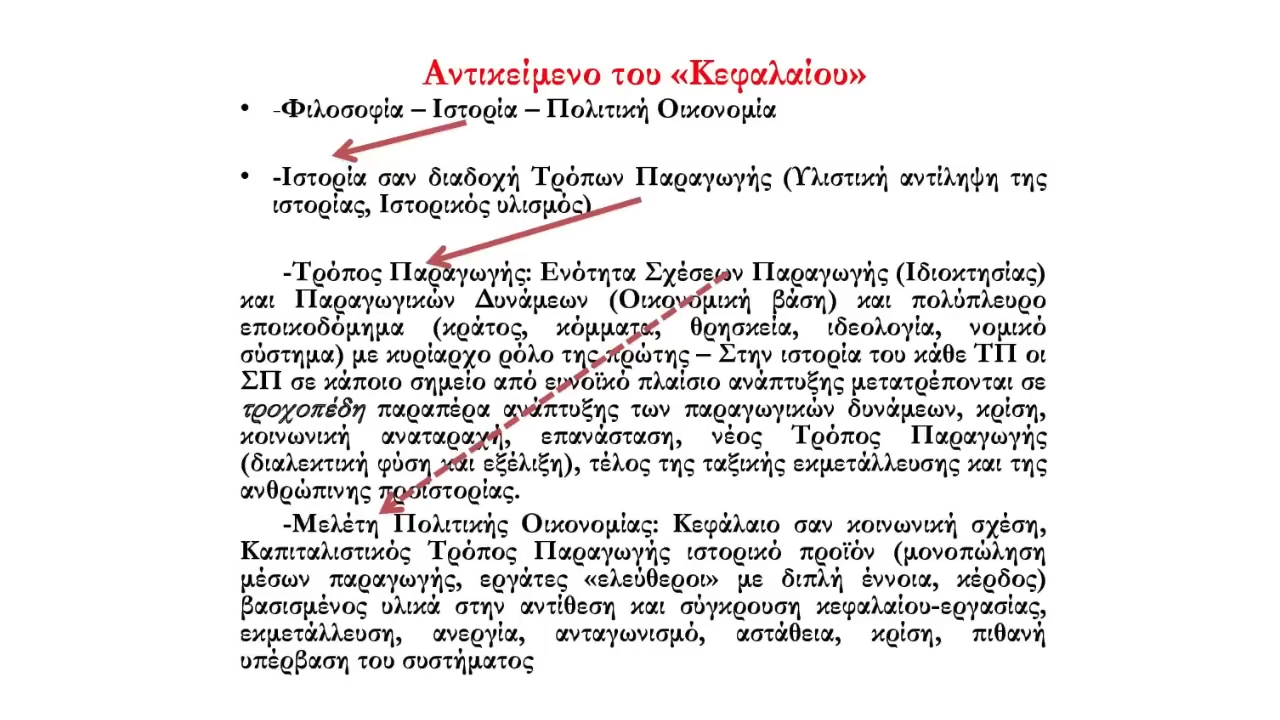 Αντικείμενο του «Κεφαλαίου»
• -Φιλοσοφία – Ιστορία – Πολιτική Οικονομία
• -Ιστορία σαν διαδοχή Τρόπων Παραγωγής (Υλιστική αντίληψη της
ιστορίας, Ιστορικός υλισμός)
-Τρόπος Παραγωγής: Ενότητα Σχέσεων Παραγωγής (Ιδιοκτησίας)
και Παραγωγικών Δυνάμεων (Οικονομική βάση) και πολύπλευρο
εποικοδόμημα (κράτος, κόμματα, θρησκεία, ιδεολογία, νομικό
σύστημα) με κυρίαρχο ρόλο της πρώτης – Στην ιστορία του κάθε ΤΠ οι
ΣΠ σε κάποιο σημείο από ευνοϊκό πλαίσιο ανάπτυξης μετατρέπονται σε
τροχοπέδη παραπέρα ανάπτυξης των παραγωγικών δυνάμεων, κρίση,
κοινωνική αναταραχή, επανάσταση, νέος Τρόπος Παραγωγής
(διαλεκτική φύση και εξέλιξη), τέλος της ταξικής εκμετάλλευσης και της
ανθρώπινης προϊστορίας.
-Μελέτη Πολιτικής Οικονομίας: Κεφάλαιο σαν κοινωνική σχέση,
Καπιταλιστικός Τρόπος Παραγωγής ιστορικό προϊόν (μονοπώληση
μέσων παραγωγής, εργάτες «ελεύθεροι» με διπλή έννοια, κέρδος)
βασισμένος υλικά στην αντίθεση και σύγκρουση κεφαλαίου-εργασίας,
εκμετάλλευση, ανεργία, ανταγωνισμό, αστάθεια, κρίση, πιθανή
υπέρβαση του συστήματος